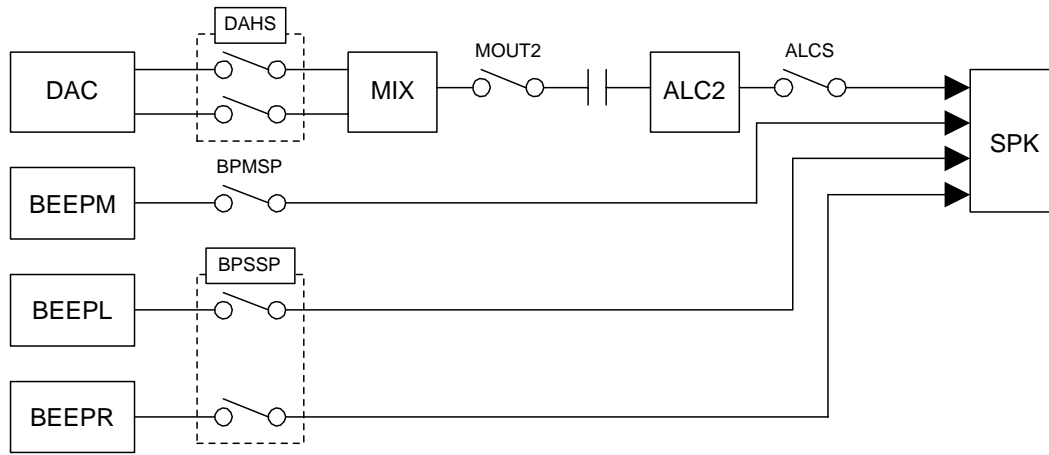 DAHS
DAC
MIX
MOUT2
ALC2
ALCS
SPK
BEEPM
BPMSP
BPSSP
BEEPL
BEEPR